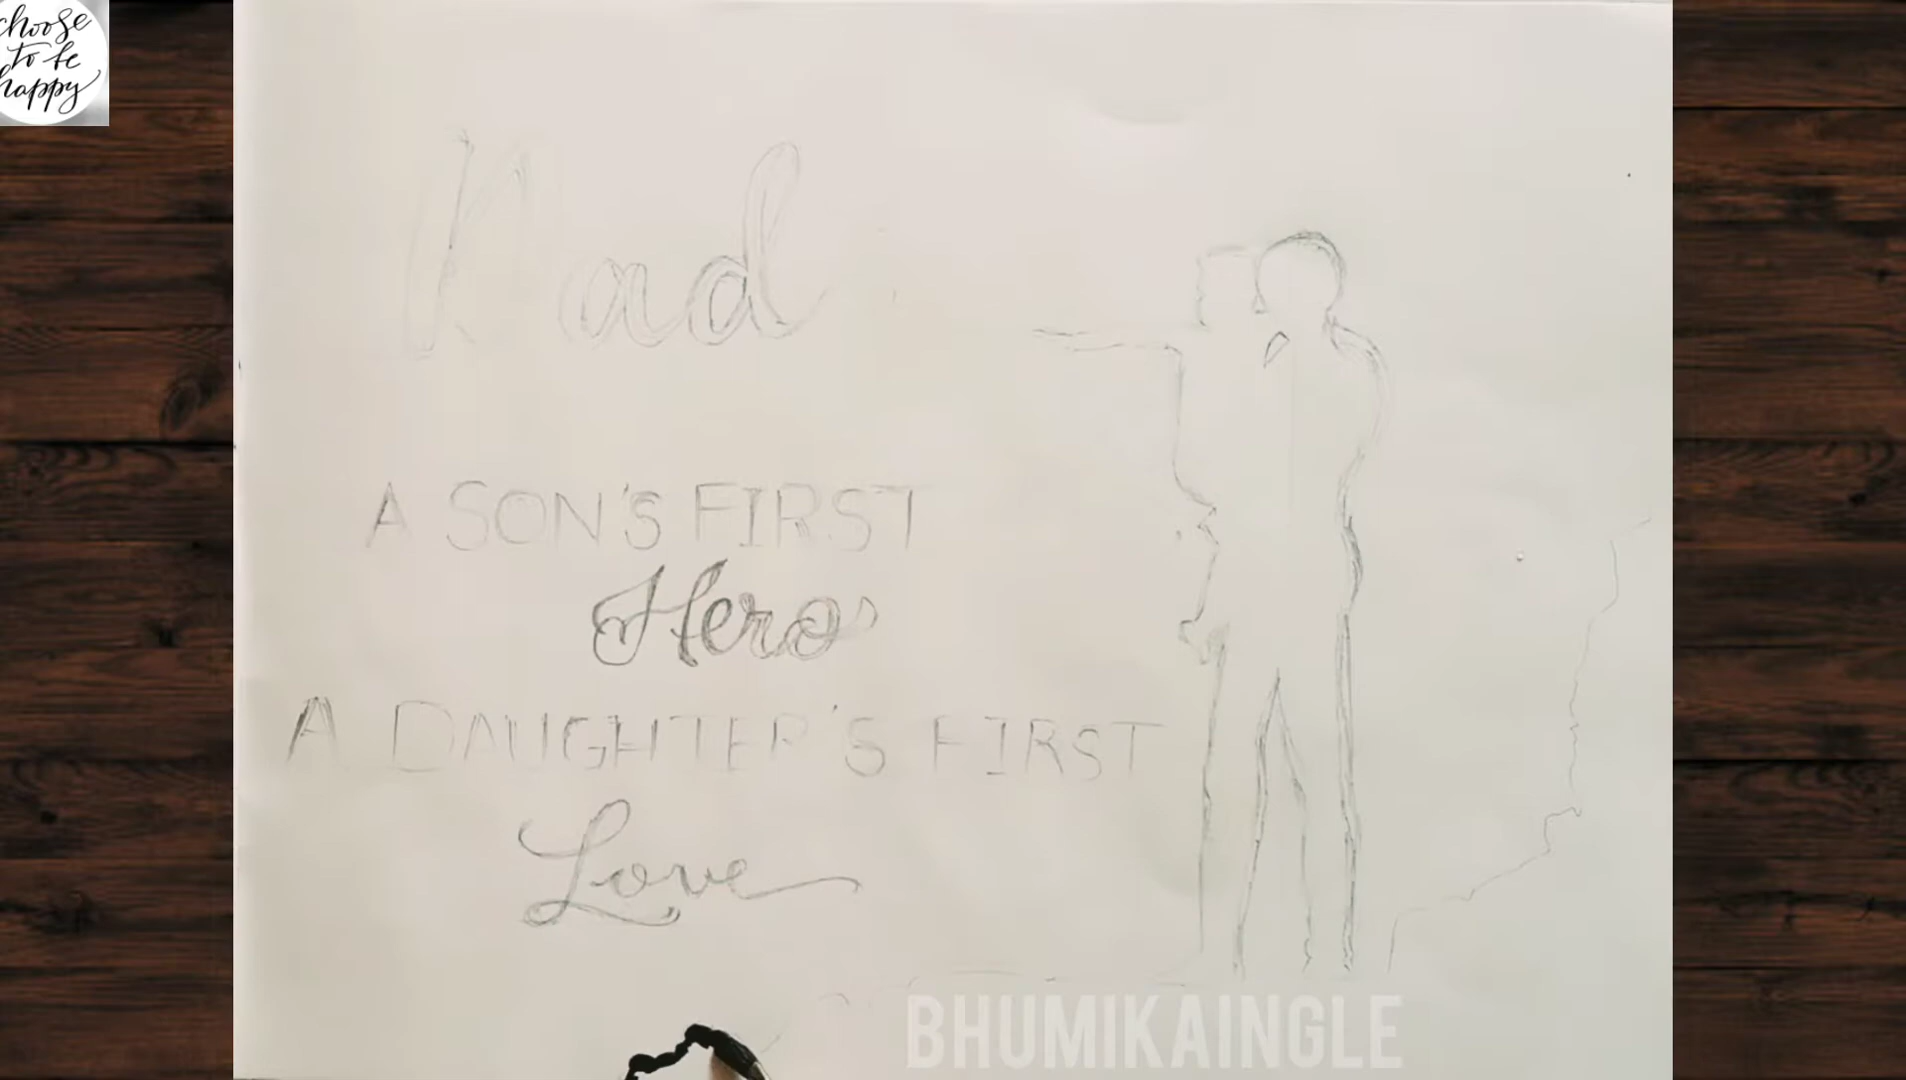 choose
to be
happy
Dad
A SON'S FIRST
Hero
A DAUGHTER'S FIRST
Love
BHUMIKAINGLE